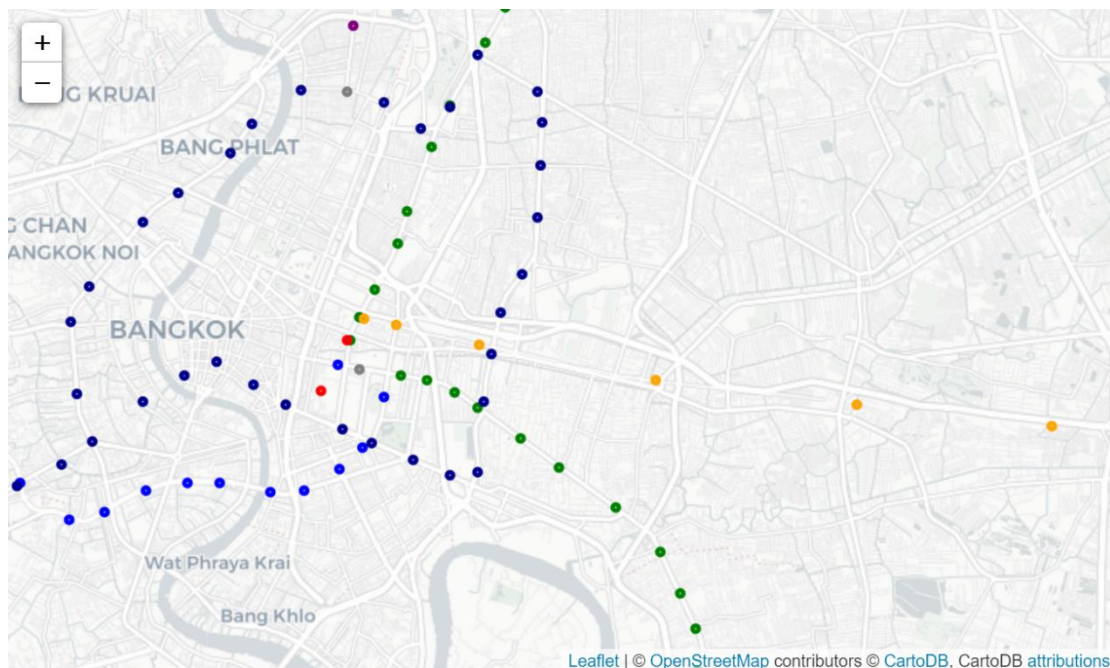 +
−
G KRUAI
BANG PHLAT
G CHAN
ANGKOK NOI
BANGKOK
Wat Phraya Krai
Bang Khlo
Leaflet | © OpenStreetMap contributors © CartoDB, CartoDB attributions